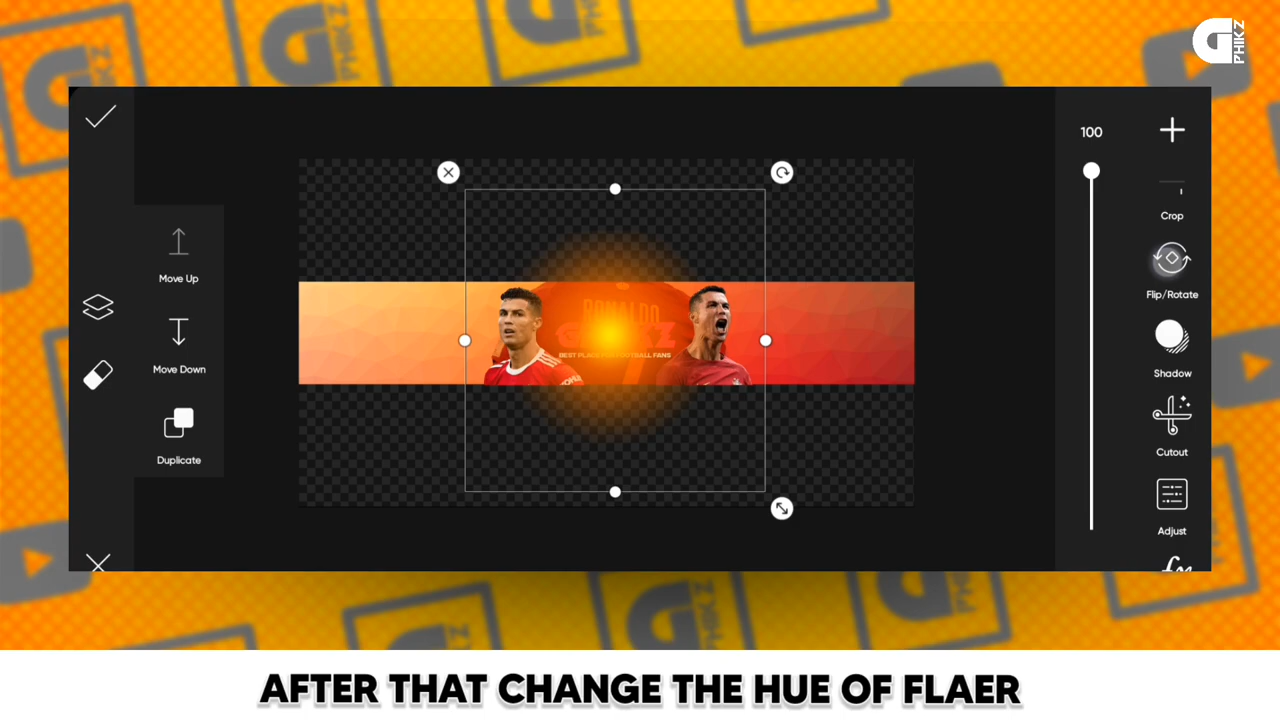 PHIKZ
100
Crop
Flip/Rotate
Shadow
Cutout
Adjust
Move Up
Move Down
Duplicate
RONALDO
BEST PLACE FOR FOOTBALL FANS
AFTER THAT CHANGE THE HUE OF FLAER